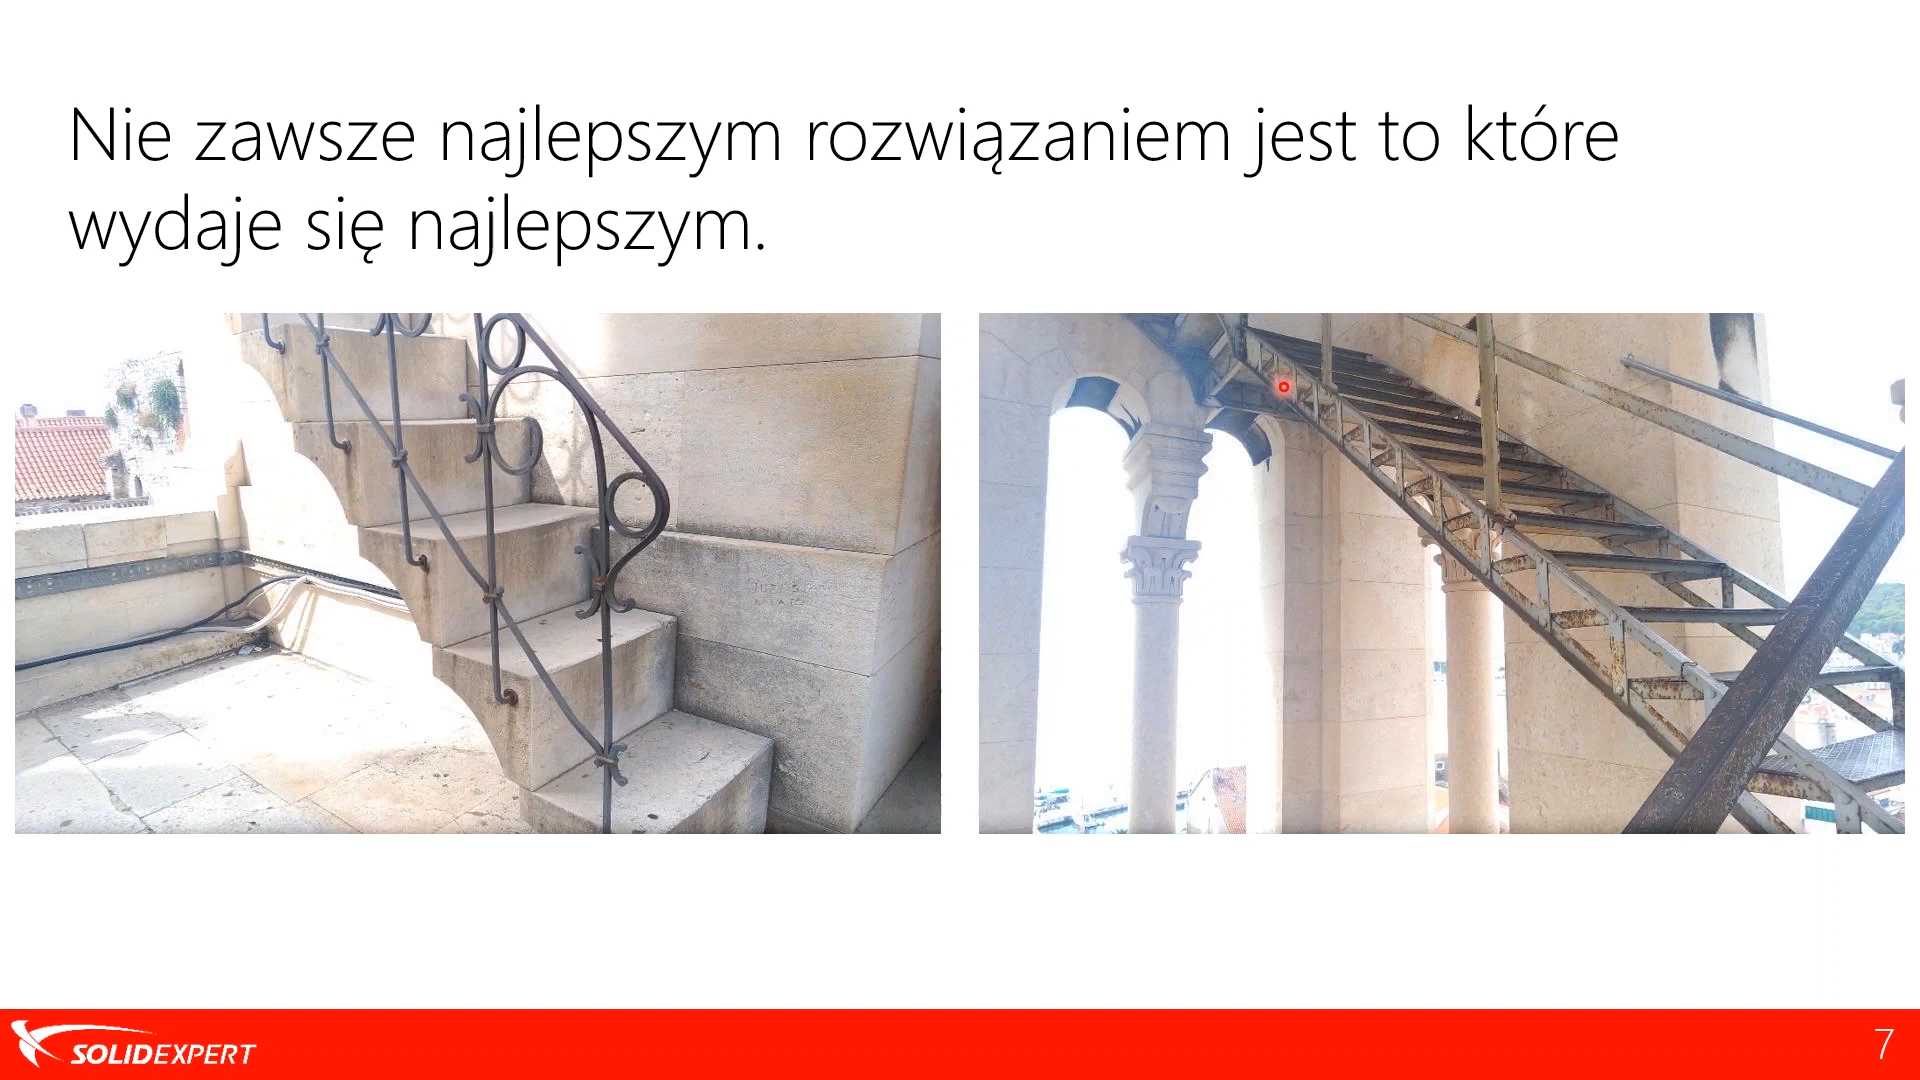 Nie zawsze najlepszym rozwiązaniem jest to które
wydaje się najlepszym.
SOLIDEXPERT
7